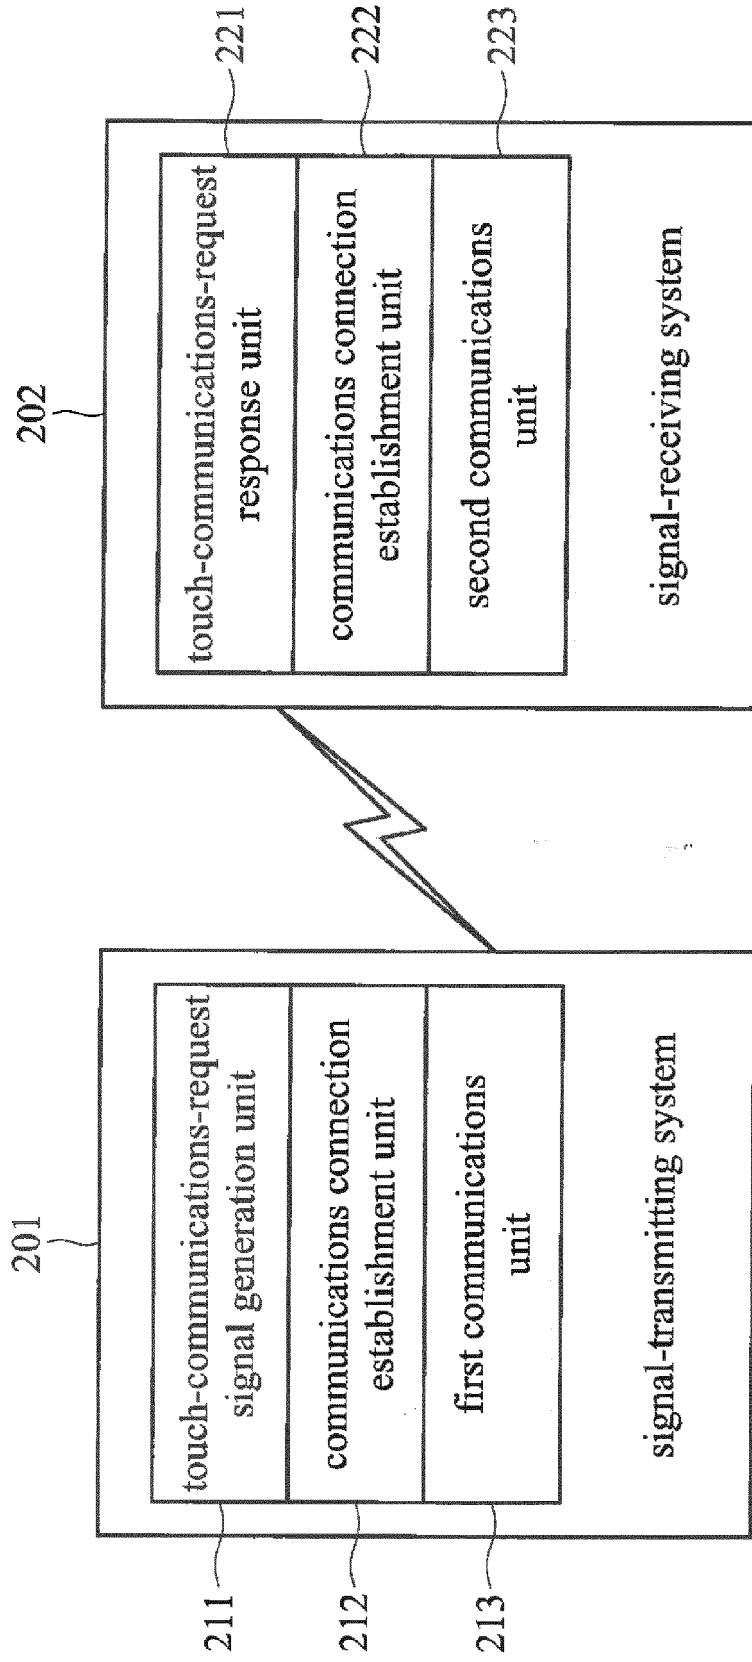 201
211
touch-communications-request
signal generation unit
212
communications connection
establishment unit
213
first communications
unit
signal-transmitting system
202
touch-communications-request
response unit
221
communications connection
establishment unit
222
second communications
unit
223
signal-receiving system